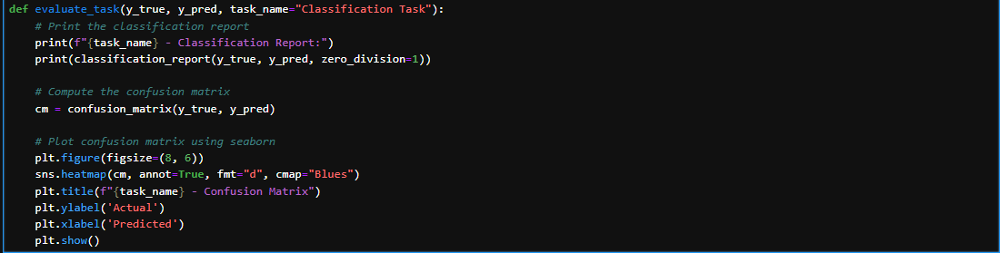 def evaluate_task(y_true, y_pred, task_name="Classification Task"):
    # Print the classification report
    print(f"{task_name} - Classification Report:")
    print(classification_report(y_true, y_pred, zero_division=1))

    # Compute the confusion matrix
    cm = confusion_matrix(y_true, y_pred)

    # Plot confusion matrix using seaborn
    plt.figure(figsize=(8, 6))
    sns.heatmap(cm, annot=True, fmt="d", cmap="Blues")
    plt.title(f"{task_name} - Confusion Matrix")
    plt.ylabel('Actual')
    plt.xlabel('Predicted')
    plt.show()